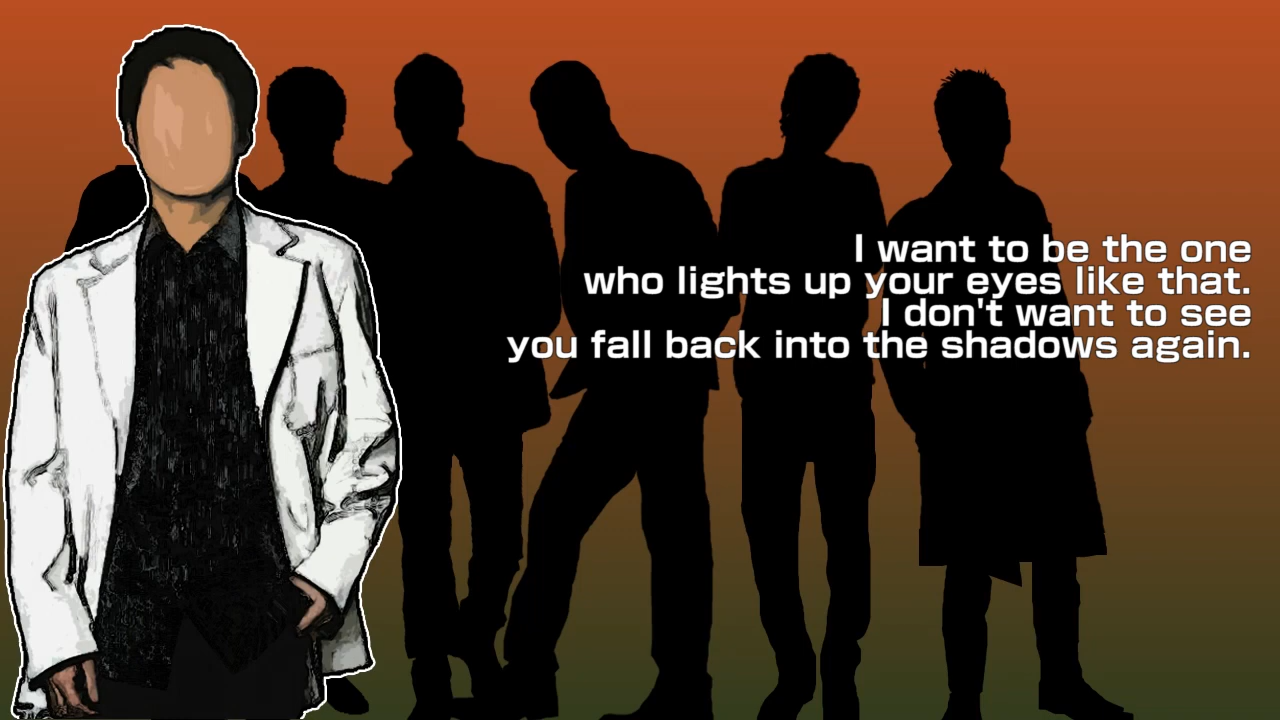 I want to be the one
who lights up your eyes like that.
I don't want to see
you fall back into the shadows again.